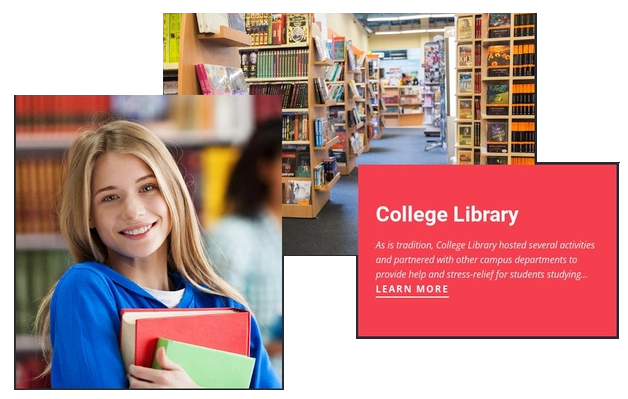 College Library
As is tradition, College Library hosted several activities
and partnered with other campus departments to
provide help and stress-relief for students studying...
LEARN MORE